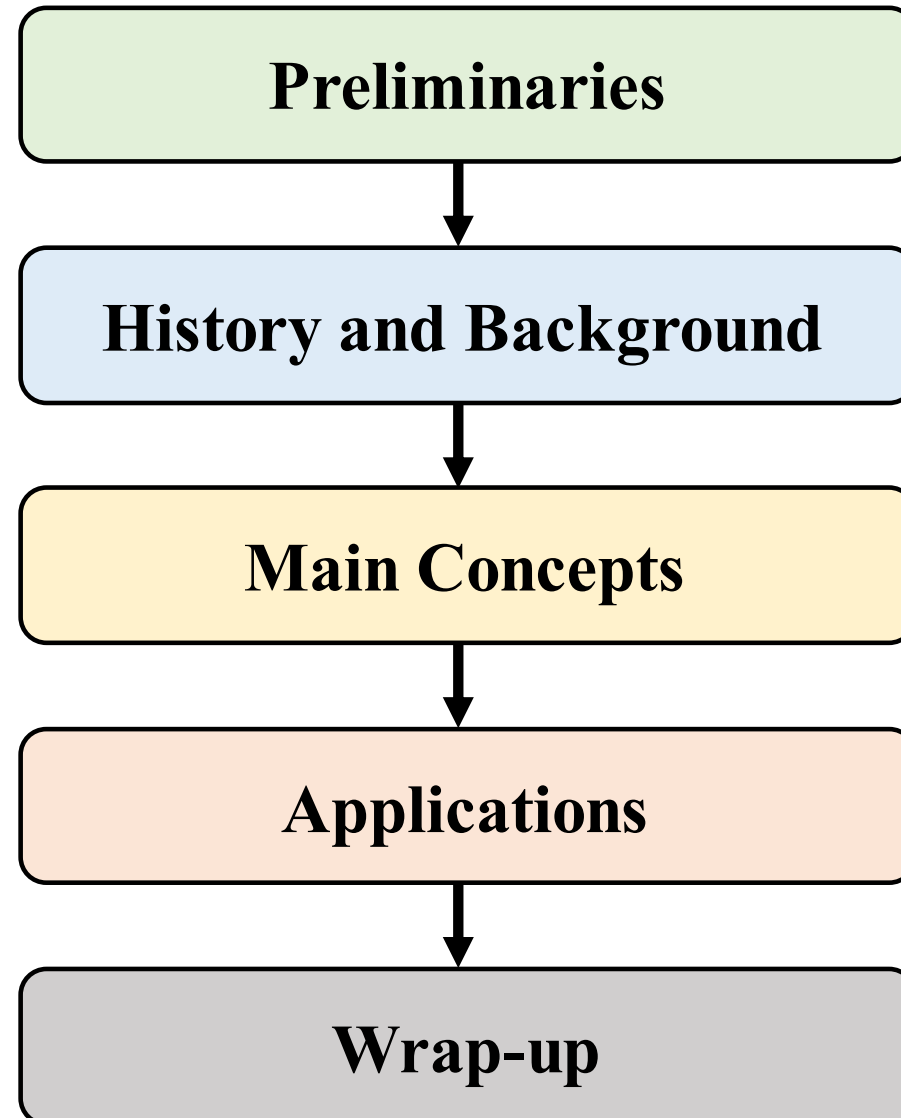 Preliminaries
History and Background
Main Concepts
Applications
Wrap-up